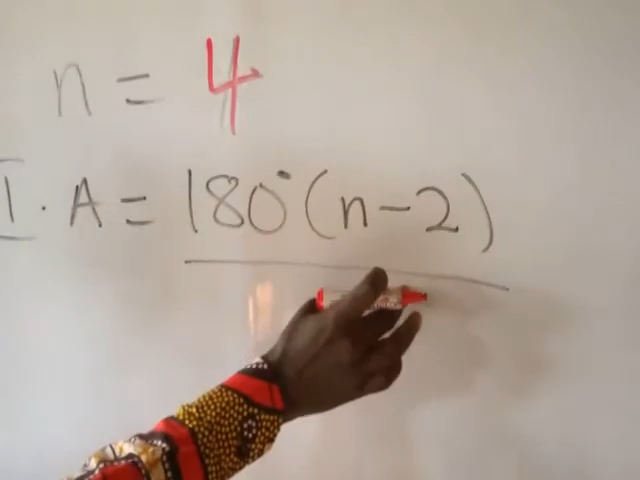 n = 4
I . A = 180°(n-2)